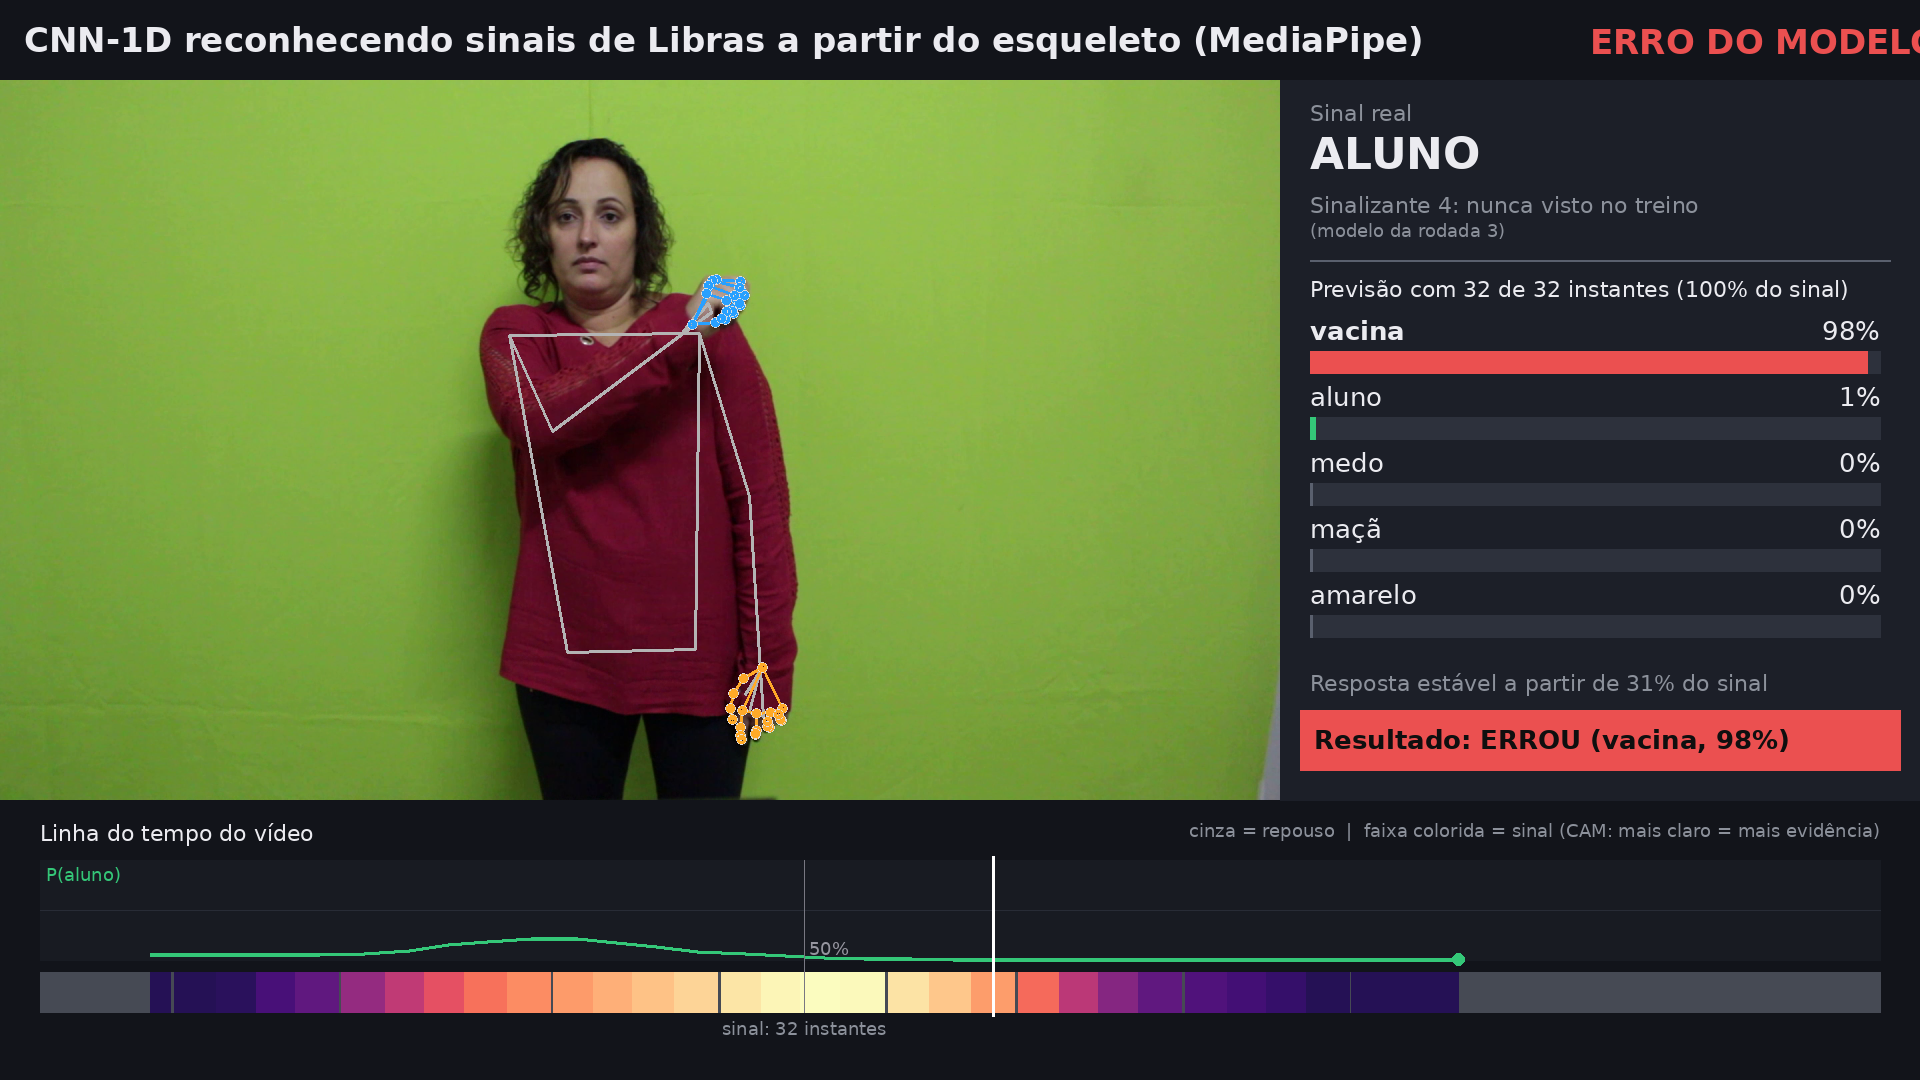 CNN-1D reconhecendo sinais de Libras a partir do esqueleto (MediaPipe)
ERRO DO MODELO
Sinal real
ALUNO
Sinalizante 4: nunca visto no treino
(modelo da rodada 3)
Previsão com 32 de 32 instantes (100% do sinal)
vacina 98%
aluno 1%
medo 0%
maçã 0%
amarelo 0%
Resposta estável a partir de 31% do sinal
Resultado: ERROU (vacina, 98%)
Linha do tempo do vídeo
cinza = repouso | faixa colorida = sinal (CAM: mais claro = mais evidência)
P(aluno)
50%
sinal: 32 instantes